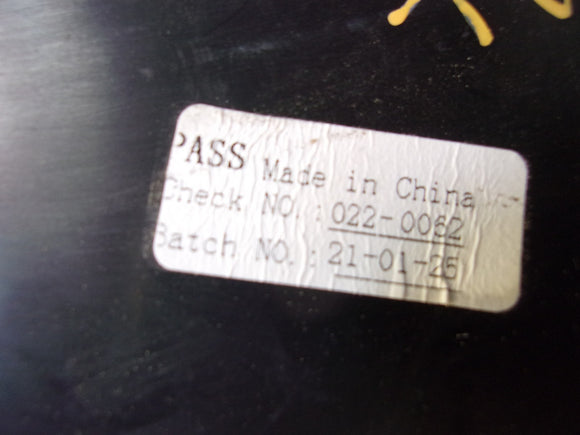 PASS Made in China
Check NO.: 022-0062
Batch NO.: 21-01-25